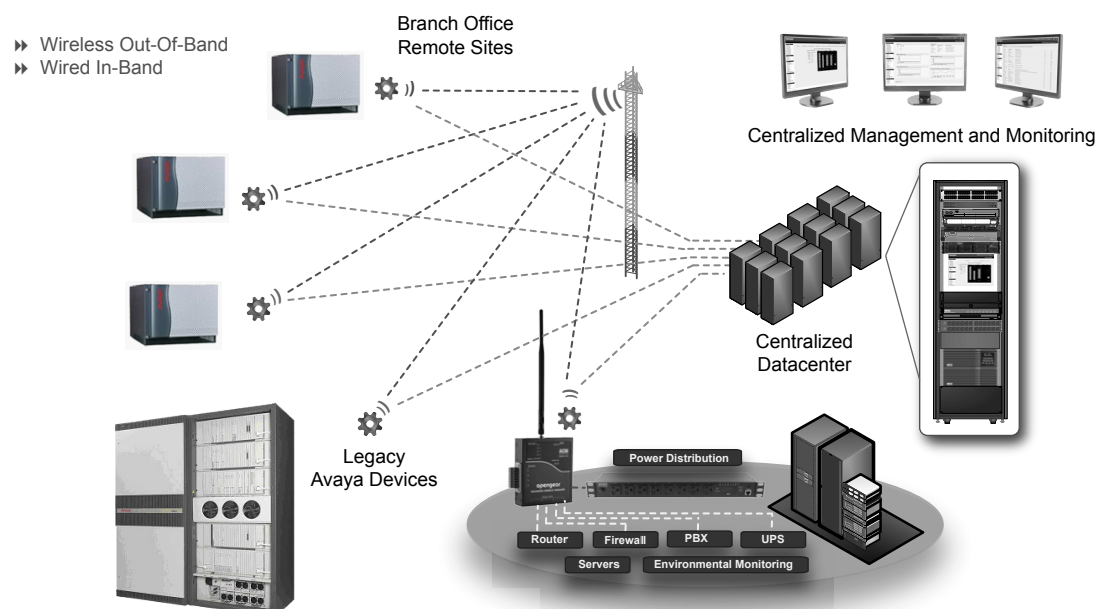 Wireless Out-Of-Band
Wired In-Band
Branch Office
Remote Sites
Centralized Management and Monitoring
Centralized
Datacenter
Legacy
Avaya Devices
opengear
Power Distribution
Router
Firewall
PBX
UPS
Servers
Environmental Monitoring